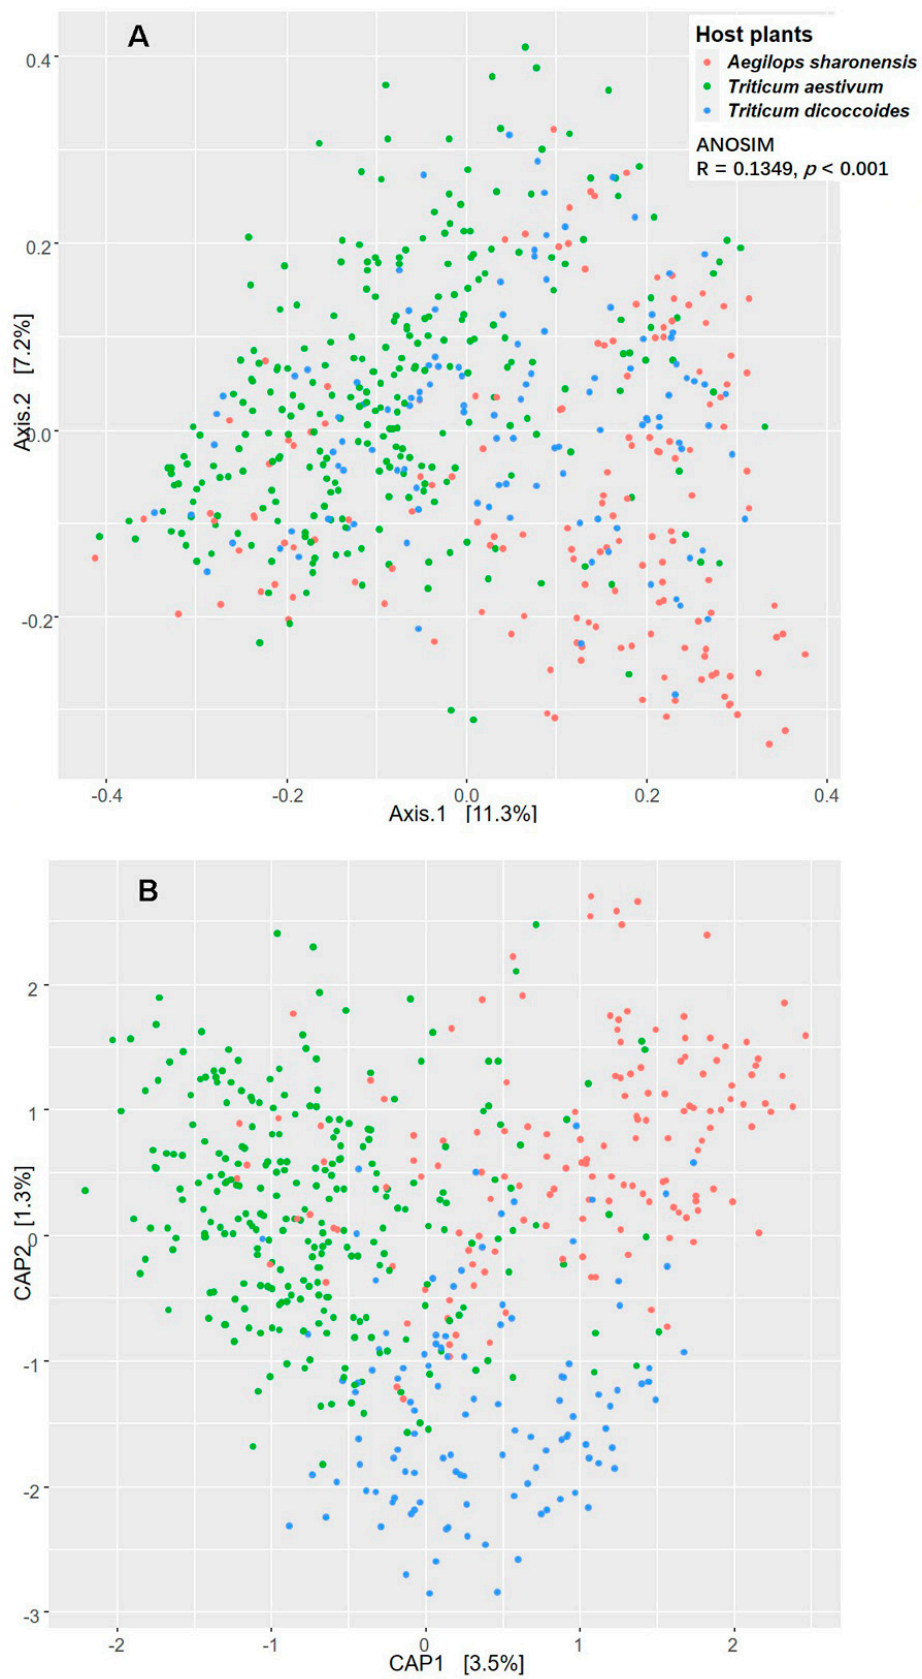 A
Host plants
Aegilops sharonensis
Triticum aestivum
Triticum dicoccoides
ANOSIM
R = 0.1349, p < 0.001
0.4
0.2
0.0
-0.2
Axis.2 [7.2%]
-0.4 -0.2 0.0 0.2 0.4
Axis.1 [11.3%]
B
2
1
0
-1
-2
-3
CAP2 [1.3%]
-2 -1 0 1 2
CAP1 [3.5%]